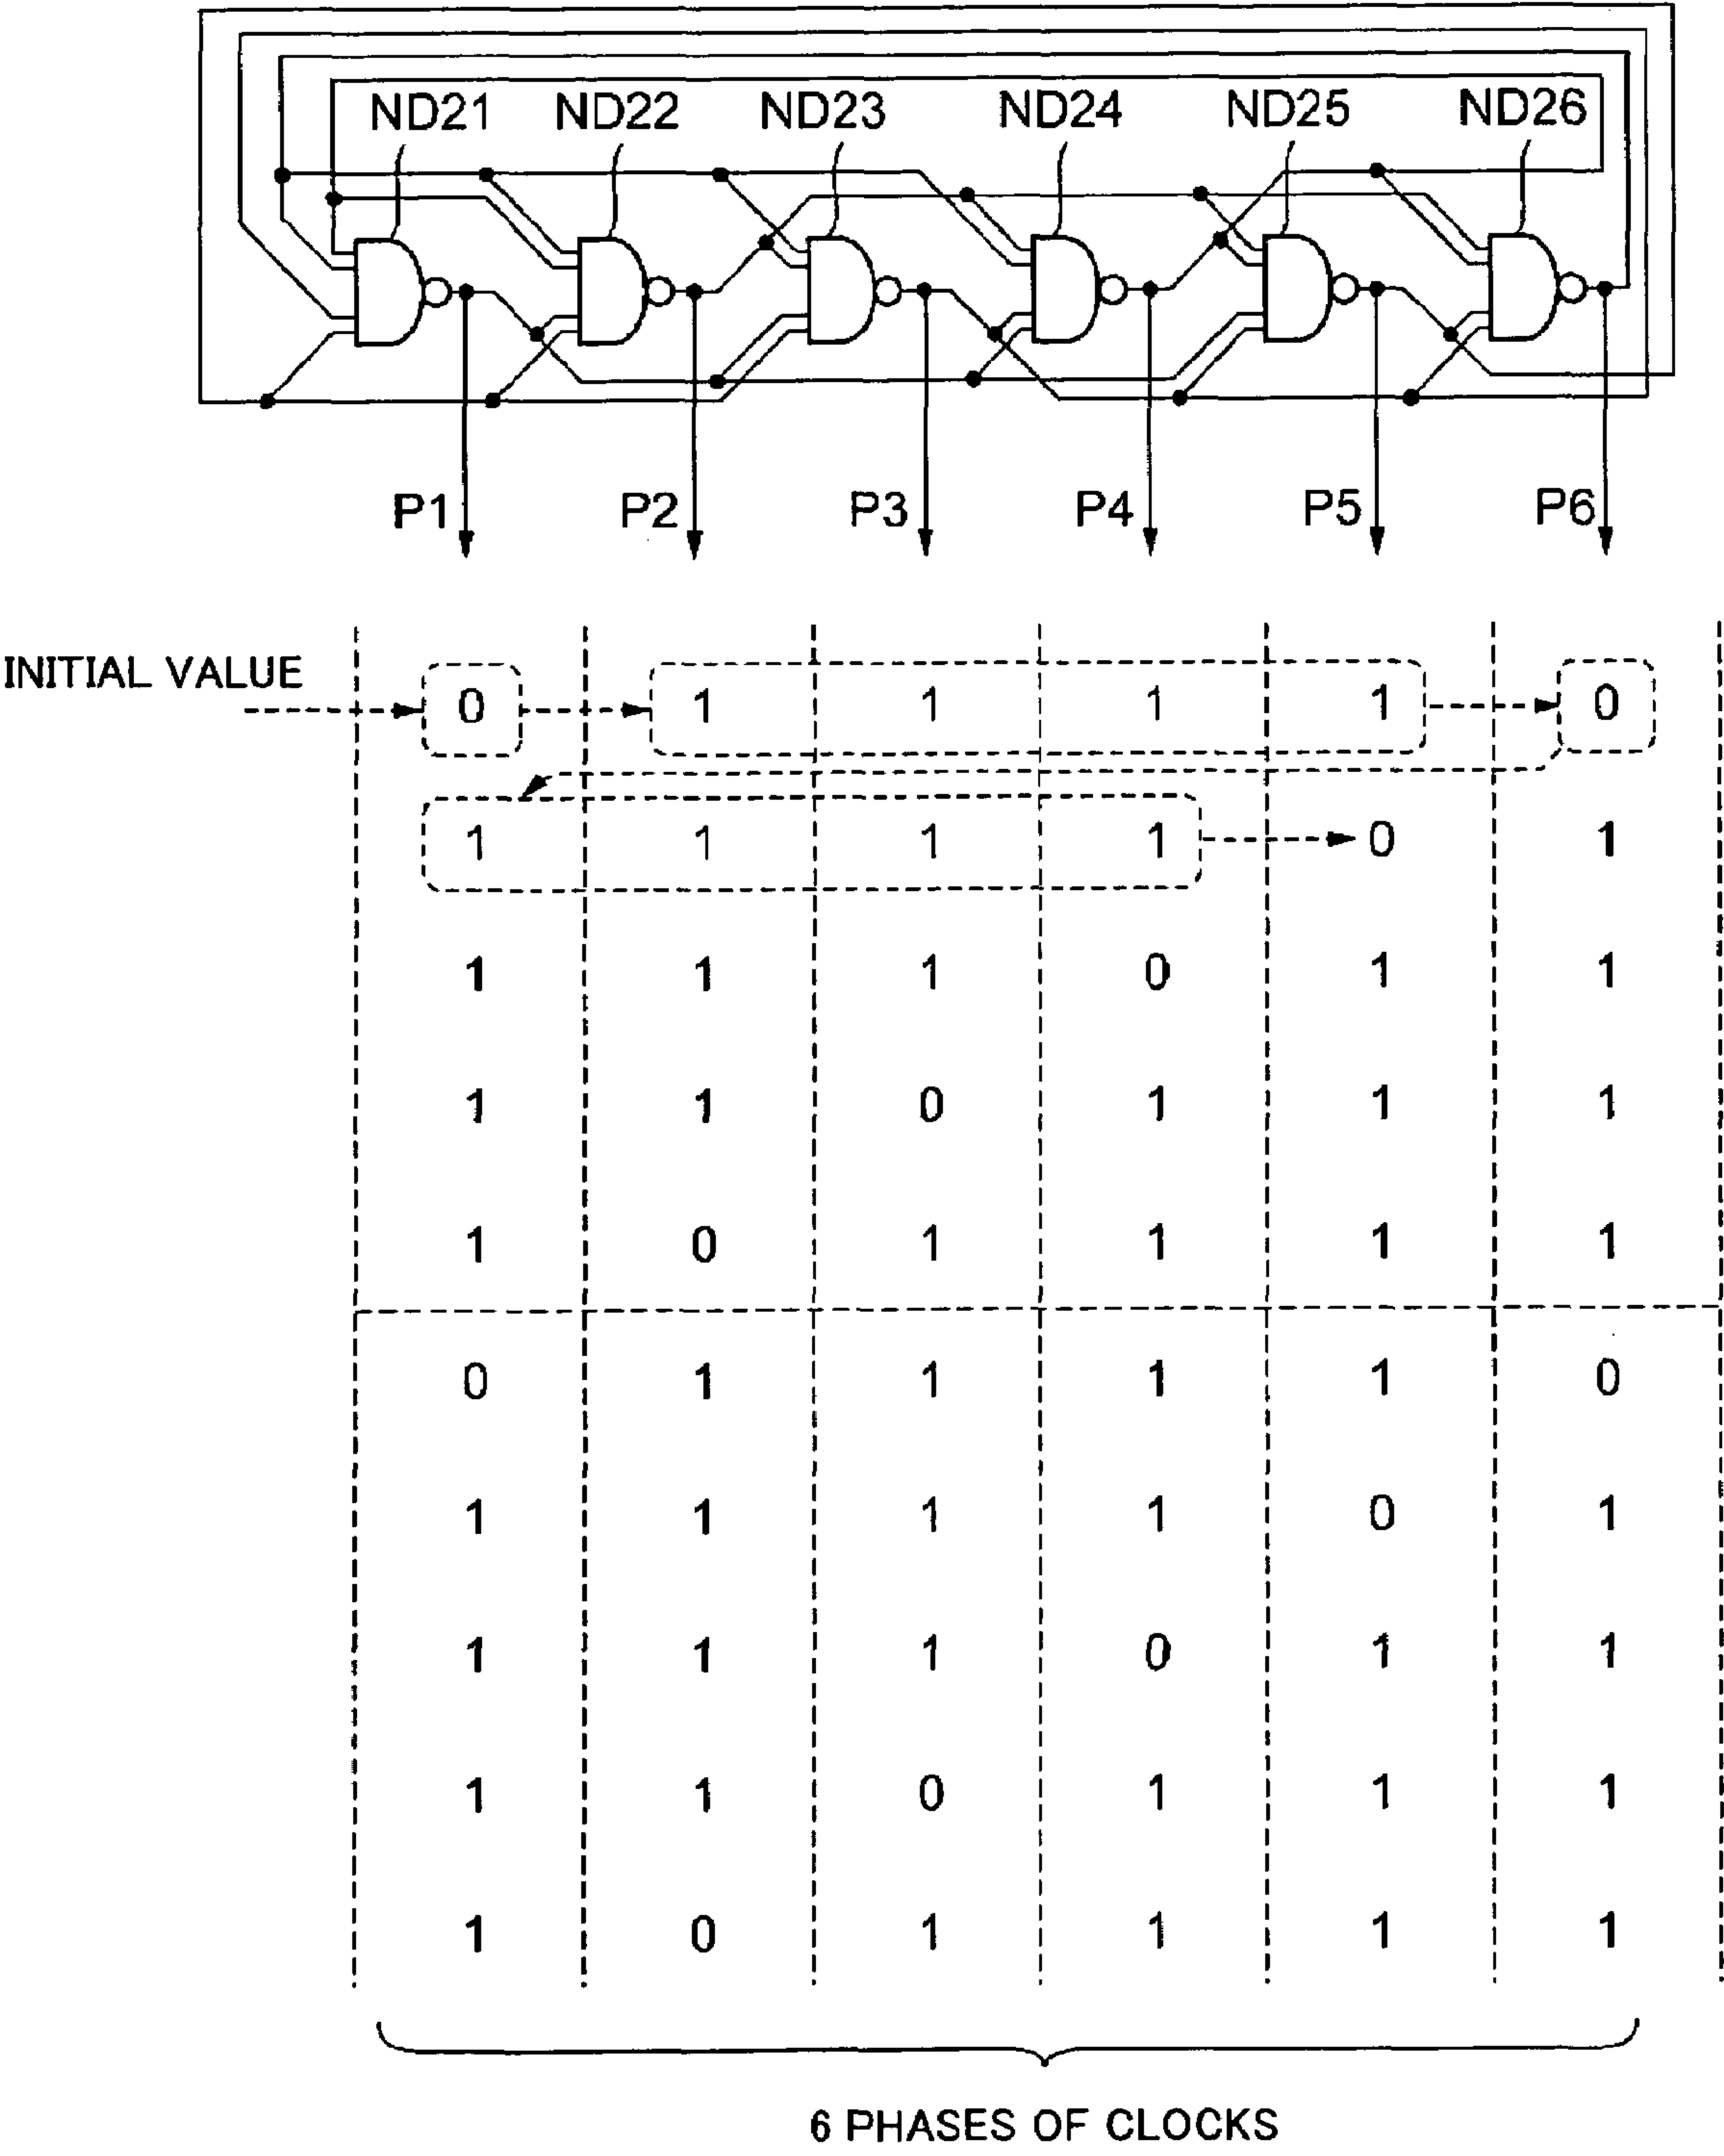 ND21 ND22 ND23 ND24 ND25 ND26
P1 P2 P3 P4 P5 P6
INITIAL VALUE
0 1 1 1 1 0
1 1 1 1 0 1
1 1 1 0 1 1
1 1 0 1 1 1
1 0 1 1 1 1
0 1 1 1 1 0
1 1 1 1 0 1
1 1 1 0 1 1
1 1 0 1 1 1
1 0 1 1 1 1
6 PHASES OF CLOCKS